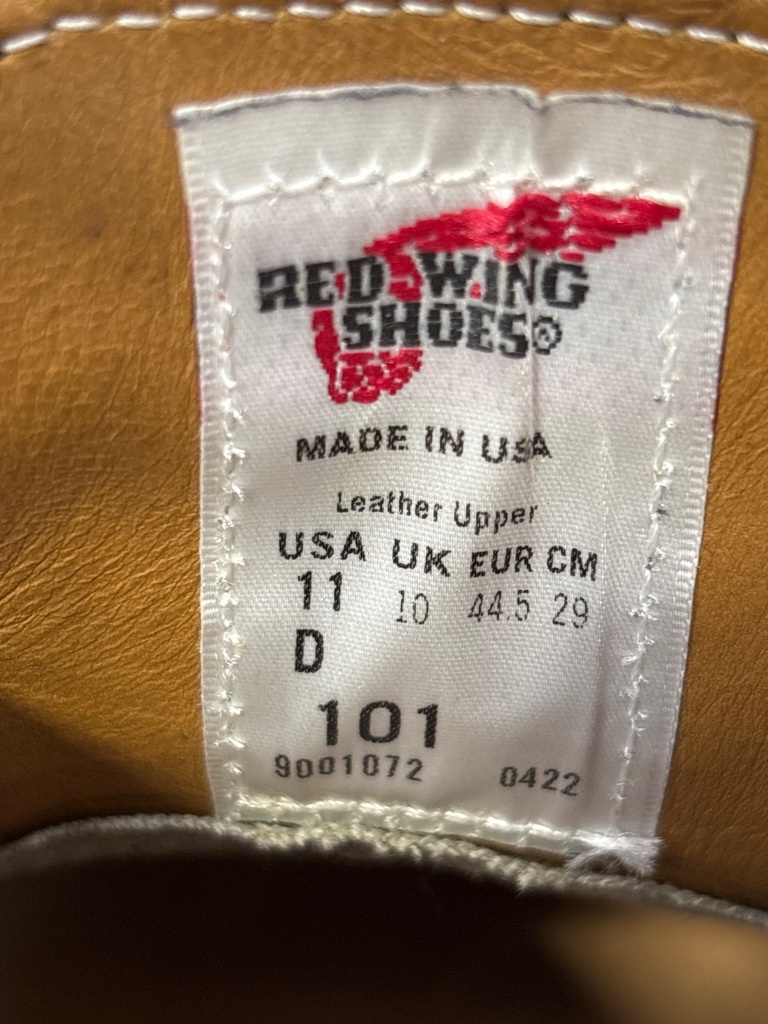 RED WING
SHOES®
MADE IN USA
Leather Upper
USA UK EUR CM
11 10 44.5 29
D
101
9001072 0422